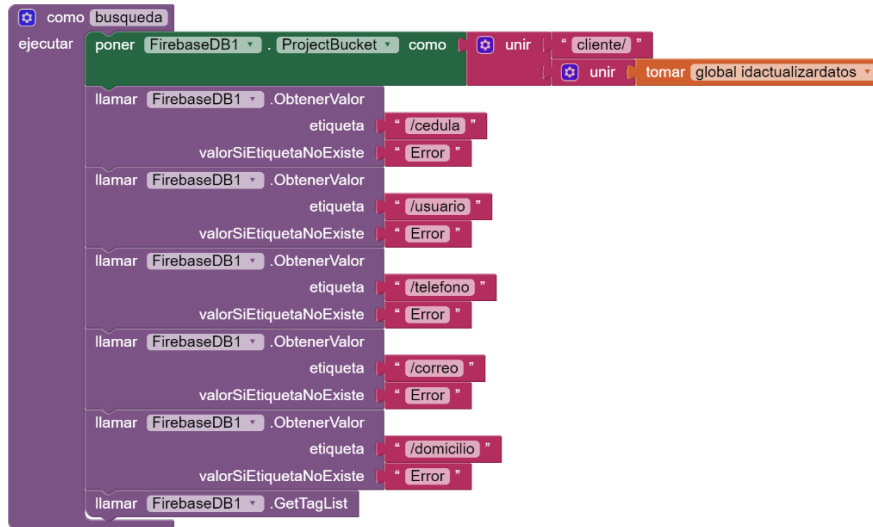 como busqueda
ejecutar poner FirebaseDB1 . ProjectBucket como unir " cliente/ "
unir tomar global idactualizardatos
llamar FirebaseDB1 .ObtenerValor
etiqueta " /cedula "
valorSiEtiquetaNoExiste " Error "
llamar FirebaseDB1 .ObtenerValor
etiqueta " /usuario "
valorSiEtiquetaNoExiste " Error "
llamar FirebaseDB1 .ObtenerValor
etiqueta " /telefono "
valorSiEtiquetaNoExiste " Error "
llamar FirebaseDB1 .ObtenerValor
etiqueta " /correo "
valorSiEtiquetaNoExiste " Error "
llamar FirebaseDB1 .ObtenerValor
etiqueta " /domicilio "
valorSiEtiquetaNoExiste " Error "
llamar FirebaseDB1 .GetTagList